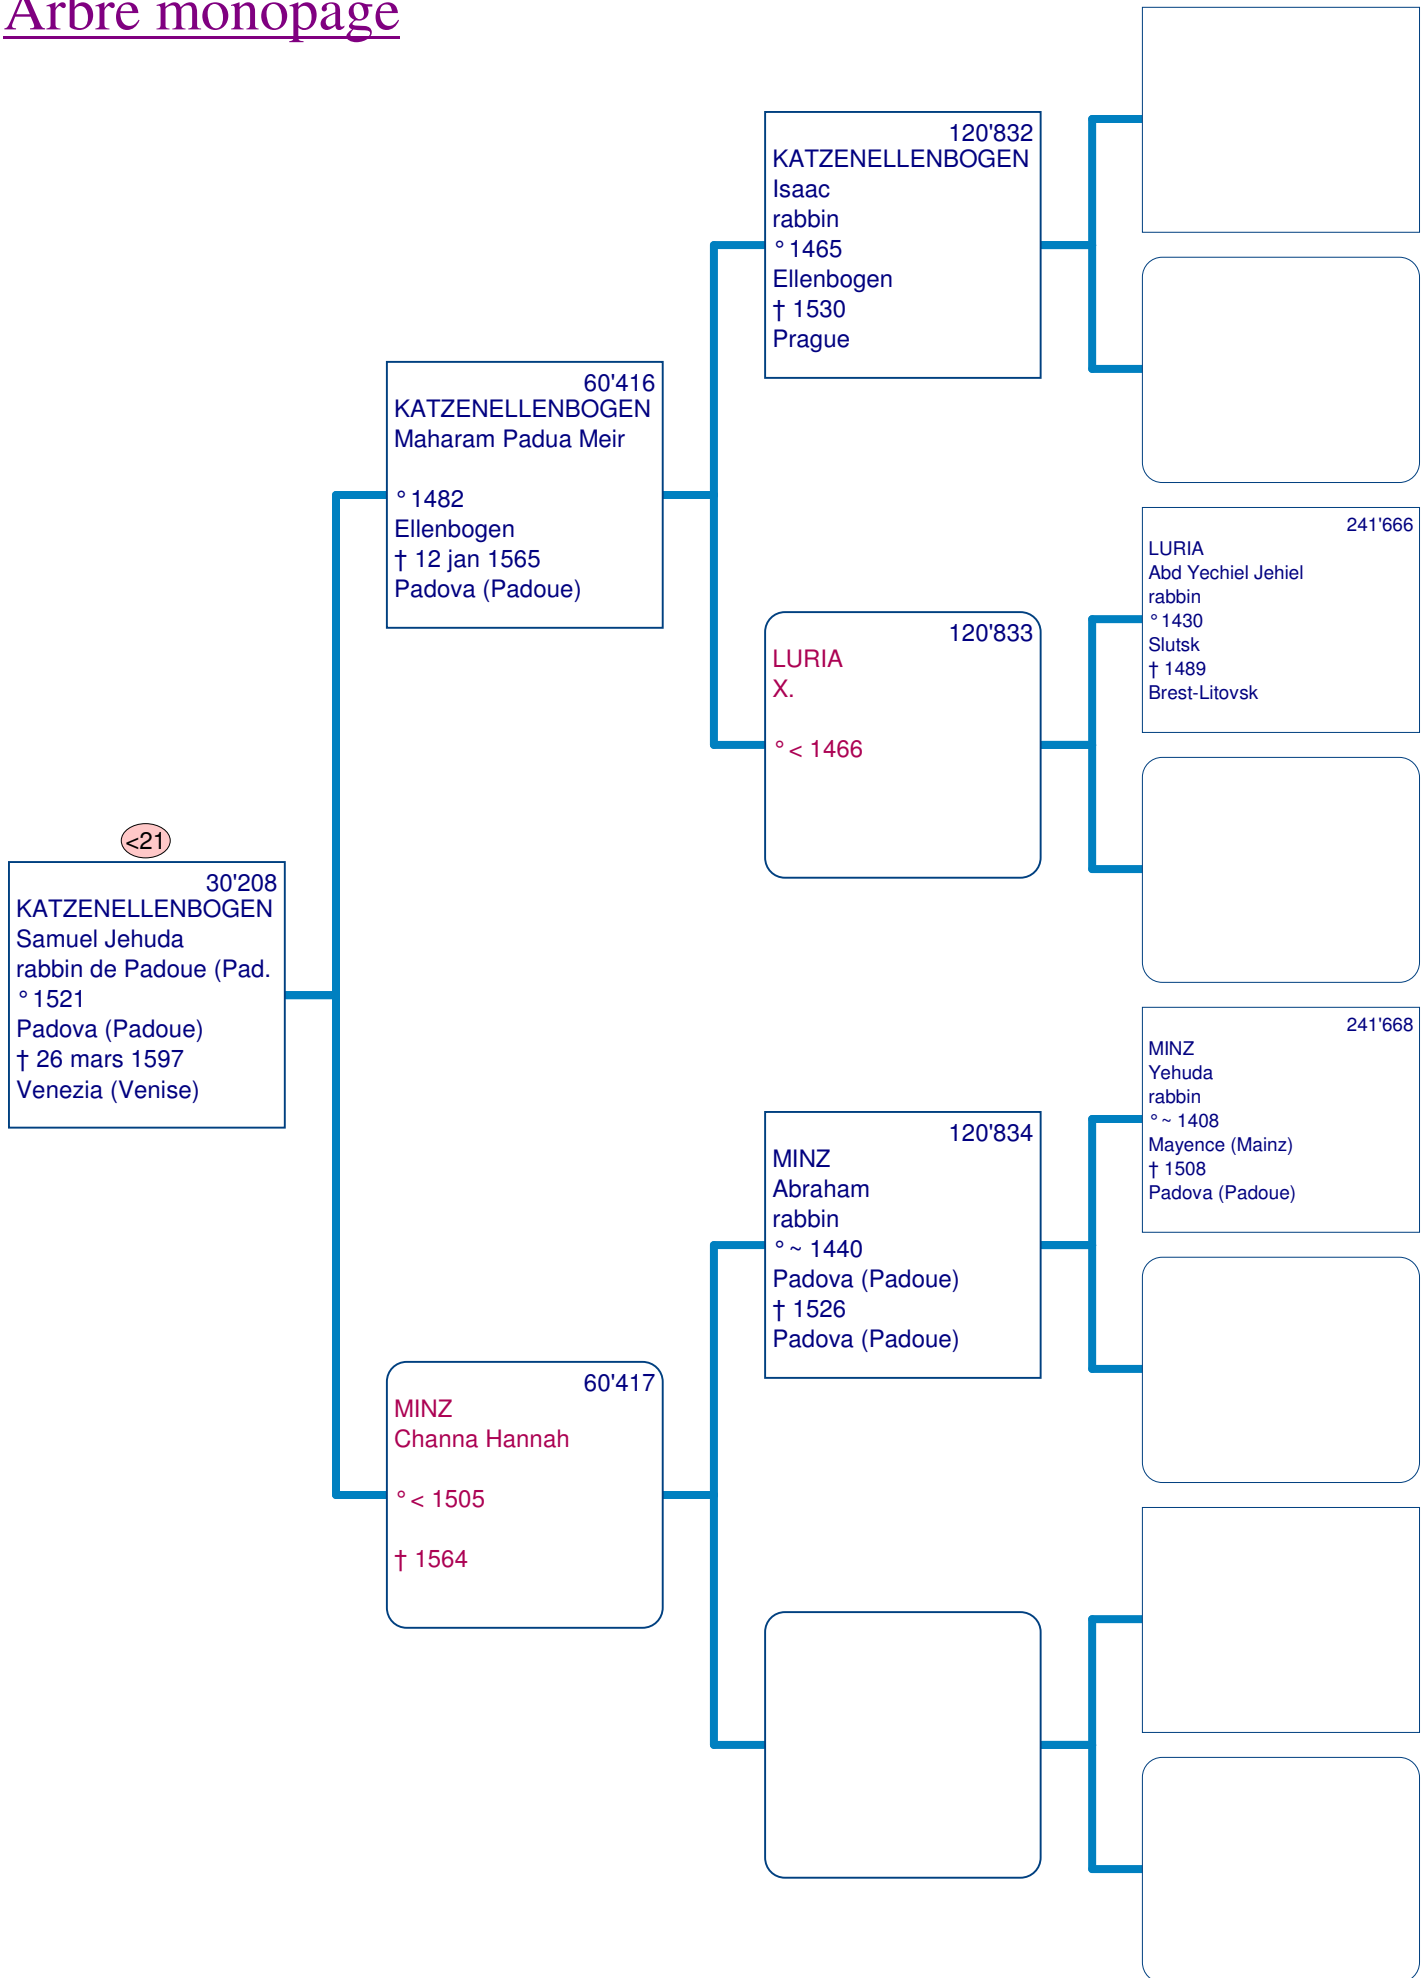 Arbre monopage
120'832
KATZENELLENBOGEN
Isaac
rabbin
° 1465
Ellenbogen
† 1530
Prague
60'416
KATZENELLENBOGEN
Maharam Padua Meir
° 1482
Ellenbogen
† 12 jan 1565
Padova (Padoue)
241'666
LURIA
Abd Yechiel Jehiel
rabbin
° 1430
Slutsk
† 1489
Brest-Litovsk
120'833
LURIA
X.
° < 1466
<21
30'208
KATZENELLENBOGEN
Samuel Jehuda
rabbin de Padoue (Pad.
° 1521
Padova (Padoue)
† 26 mars 1597
Venezia (Venise)
241'668
MINZ
Yehuda
rabbin
° ~ 1408
Mayence (Mainz)
† 1508
Padova (Padoue)
120'834
MINZ
Abraham
rabbin
° ~ 1440
Padova (Padoue)
† 1526
Padova (Padoue)
60'417
MINZ
Channa Hannah
° < 1505
† 1564